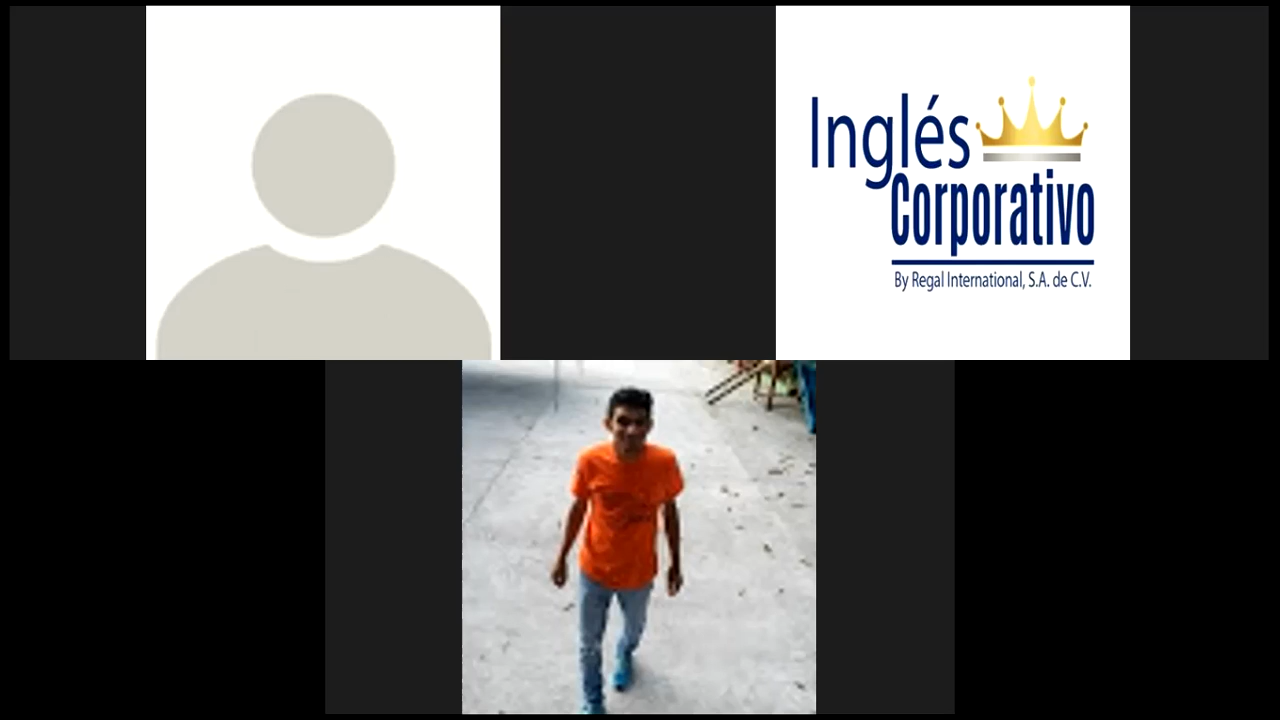 Inglés
Corporativo
By Regal International, S.A. de C.V.